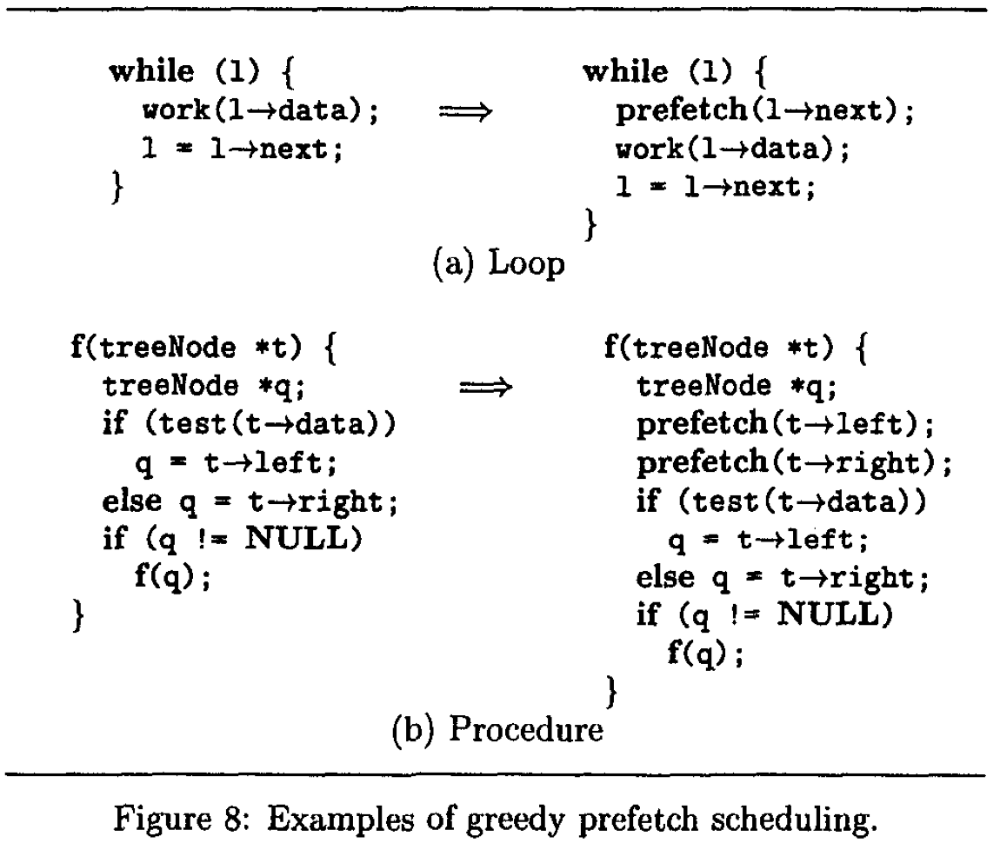 while (l) {
  work(l→data);
  l = l→next;
}
⟹
while (l) {
  prefetch(l→next);
  work(l→data);
  l = l→next;
}
(a) Loop
f(treeNode *t) {
  treeNode *q;
  if (test(t→data))
    q = t→left;
  else q = t→right;
  if (q != NULL)
    f(q);
}
⟹
f(treeNode *t) {
  treeNode *q;
  prefetch(t→left);
  prefetch(t→right);
  if (test(t→data))
    q = t→left;
  else q = t→right;
  if (q != NULL)
    f(q);
}
(b) Procedure
Figure 8: Examples of greedy prefetch scheduling.